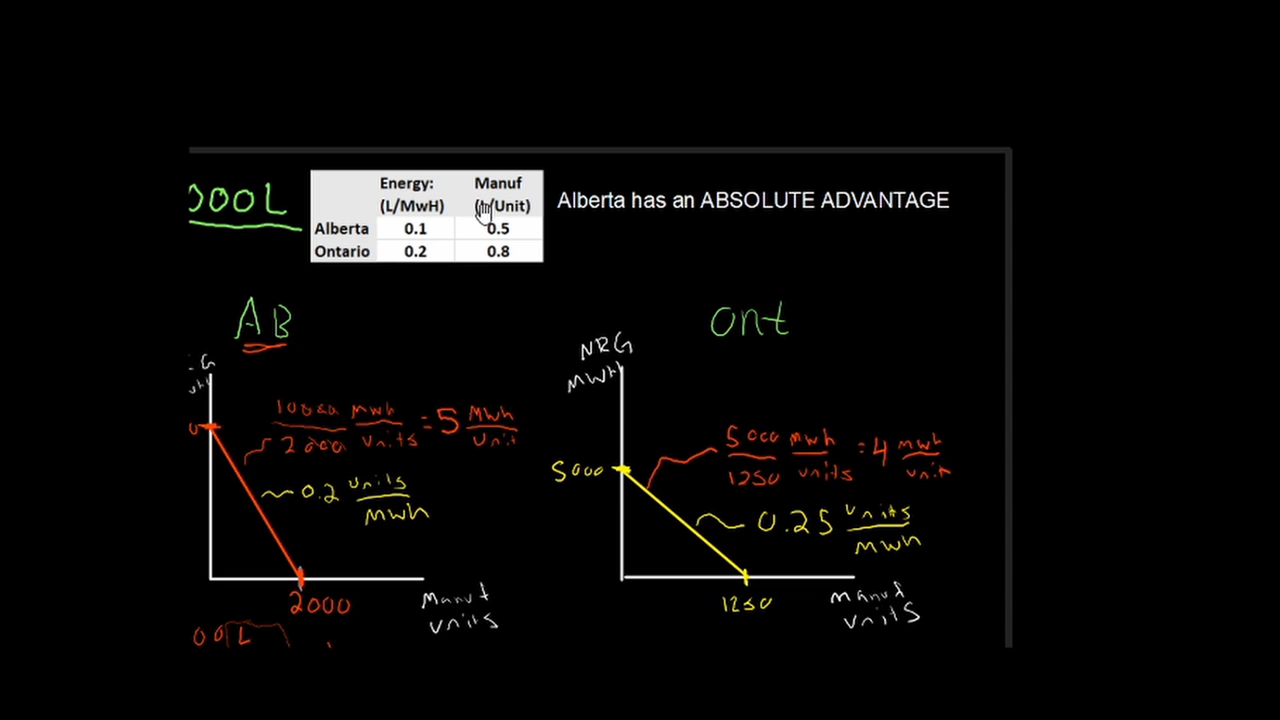 000L
Energy: Manuf
(L/MwH) (L/Unit)
Alberta 0.1 0.5
Ontario 0.2 0.8
Alberta has an ABSOLUTE ADVANTAGE
AB
10000 Mwh = 5 Mwh
2000 units Unit
0.2 units
Mwh
2000
Manuf
units
00L
Ont
NRG
MWH
5000
5000 Mwh = 4 Mwh
1250 units unit
0.25 units
Mwh
1250
Manuf
units